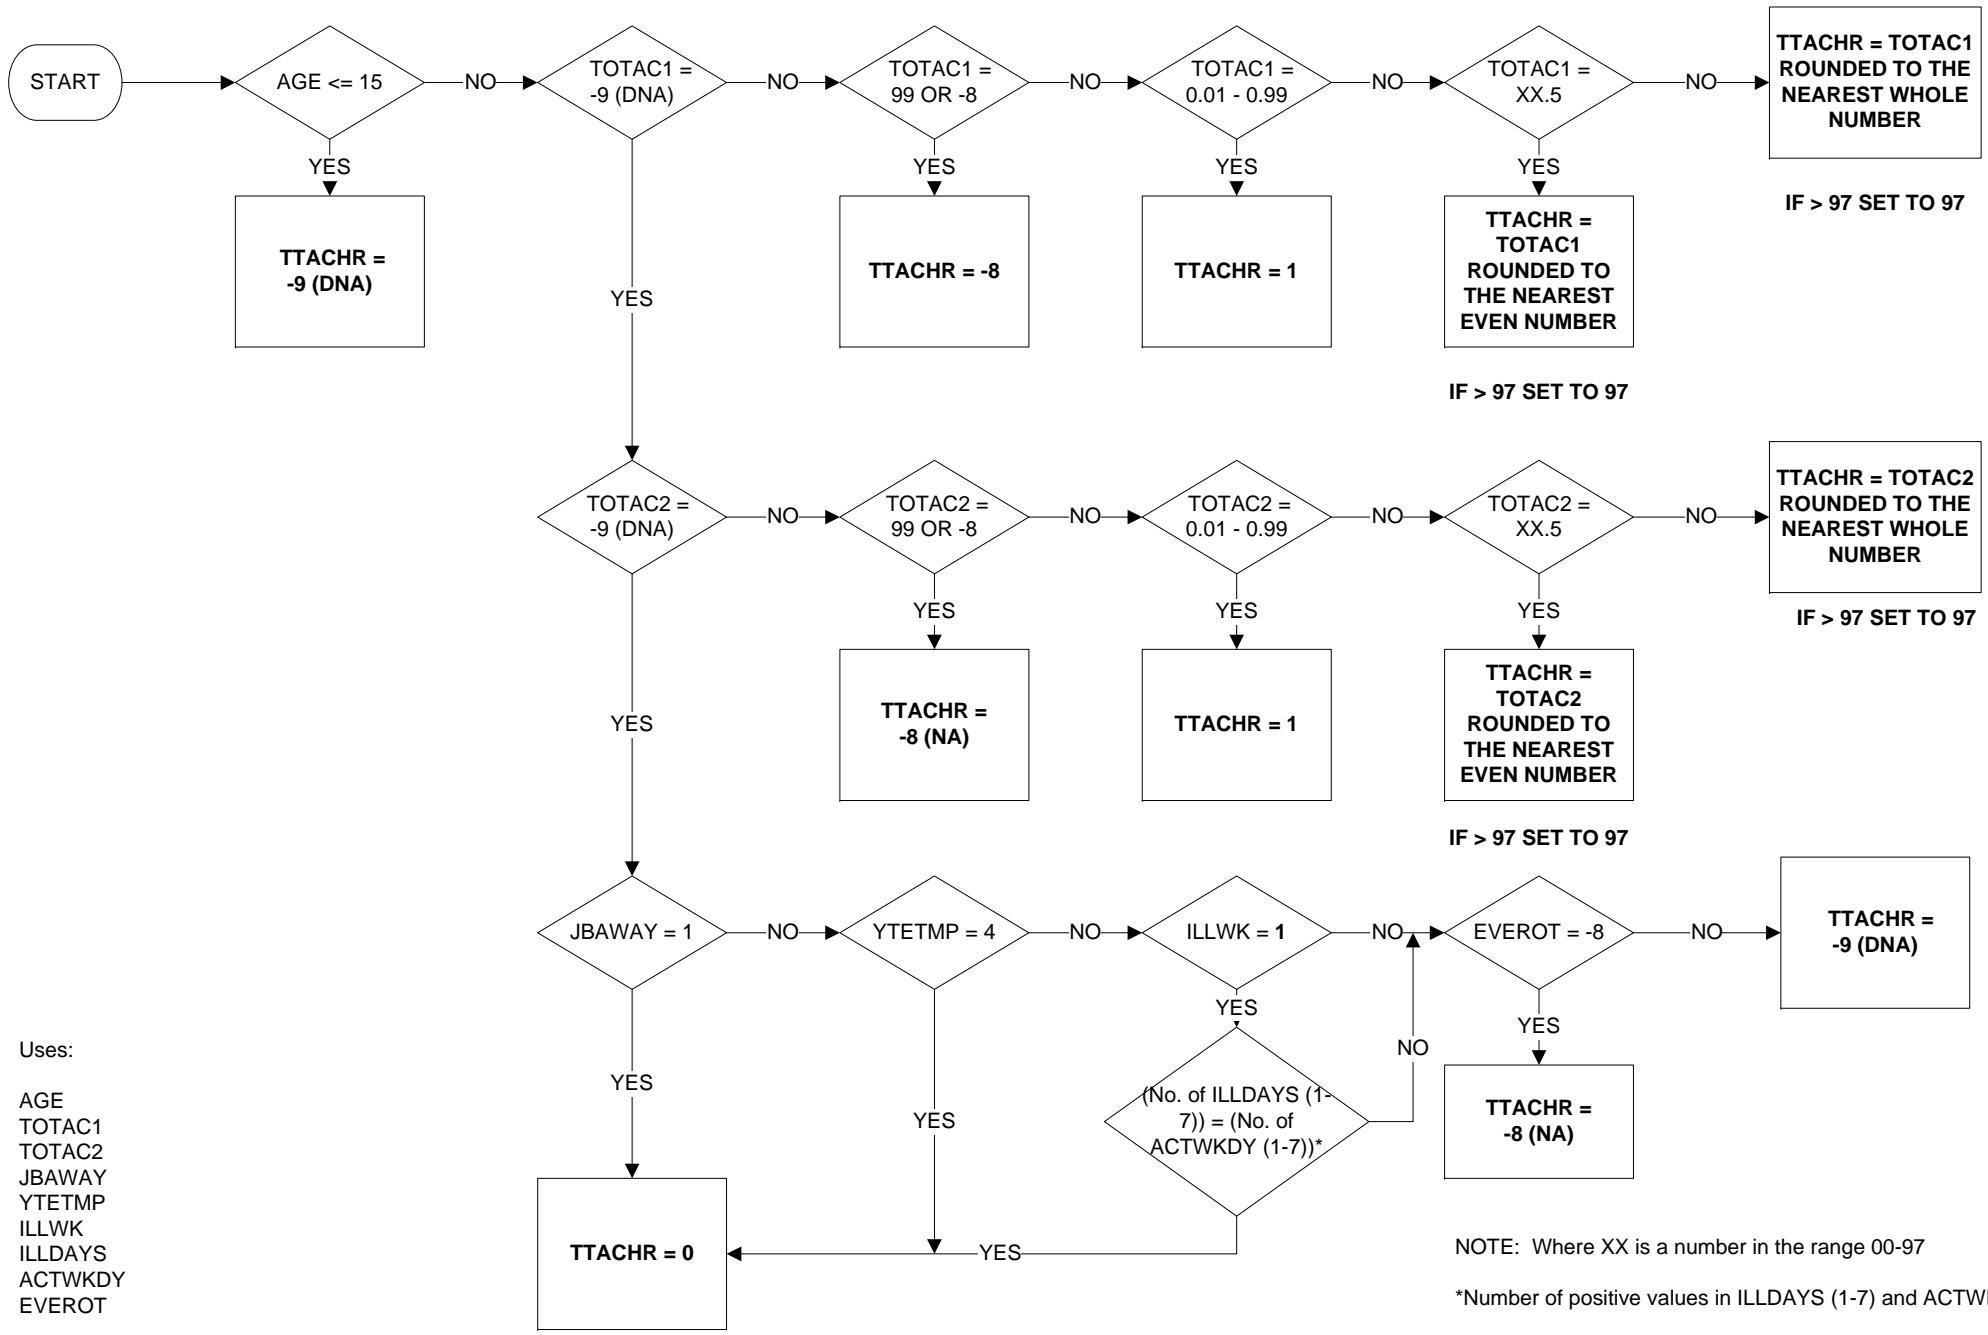 START
AGE <= 15
NO
TOTAC1 =
-9 (DNA)
NO
TOTAC1 =
99 OR -8
NO
TOTAC1 =
0.01 - 0.99
NO
TOTAC1 =
XX.5
NO
TTACHR = TOTAC1
ROUNDED TO THE
NEAREST WHOLE
NUMBER
IF > 97 SET TO 97
YES
YES
YES
YES
TTACHR =
-9 (DNA)
TTACHR = -8
TTACHR = 1
TTACHR =
TOTAC1
ROUNDED TO
THE NEAREST
EVEN NUMBER
YES
IF > 97 SET TO 97
TOTAC2 =
-9 (DNA)
NO
TOTAC2 =
99 OR -8
NO
TOTAC2 =
0.01 - 0.99
NO
TOTAC2 =
XX.5
NO
TTACHR = TOTAC2
ROUNDED TO THE
NEAREST WHOLE
NUMBER
IF > 97 SET TO 97
YES
YES
YES
YES
TTACHR =
-8 (NA)
TTACHR = 1
TTACHR =
TOTAC2
ROUNDED TO
THE NEAREST
EVEN NUMBER
IF > 97 SET TO 97
JBAWAY = 1
NO
YTETMP = 4
NO
ILLWK = 1
NO
EVEROT = -8
NO
TTACHR =
-9 (DNA)
YES
YES
YES
YES
NO
(No. of ILLDAYS (1-
7)) = (No. of
ACTWKDY (1-7))*
TTACHR =
-8 (NA)
TTACHR = 0
YES
Uses:
AGE
TOTAC1
TOTAC2
JBAWAY
YTETMP
ILLWK
ILLDAYS
ACTWKDY
EVEROT
NOTE: Where XX is a number in the range 00-97
*Number of positive values in ILLDAYS (1-7) and